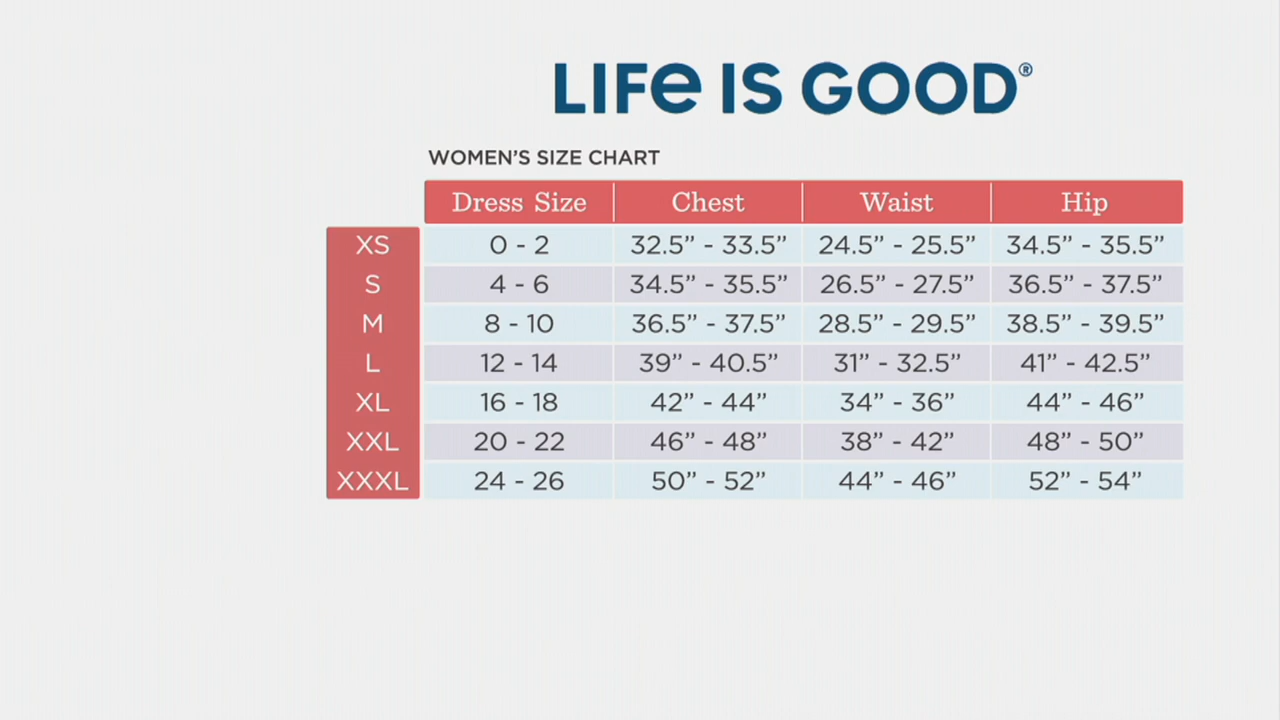 LIFe IS GOOD®
WOMEN'S SIZE CHART
Dress Size Chest Waist Hip
XS 0 - 2 32.5” - 33.5” 24.5” - 25.5” 34.5” - 35.5”
S 4 - 6 34.5” - 35.5” 26.5” - 27.5” 36.5” - 37.5”
M 8 - 10 36.5” - 37.5” 28.5” - 29.5” 38.5” - 39.5”
L 12 - 14 39” - 40.5” 31” - 32.5” 41” - 42.5”
XL 16 - 18 42” - 44” 34” - 36” 44” - 46”
XXL 20 - 22 46” - 48” 38” - 42” 48” - 50”
XXXL 24 - 26 50” - 52” 44” - 46” 52” - 54”